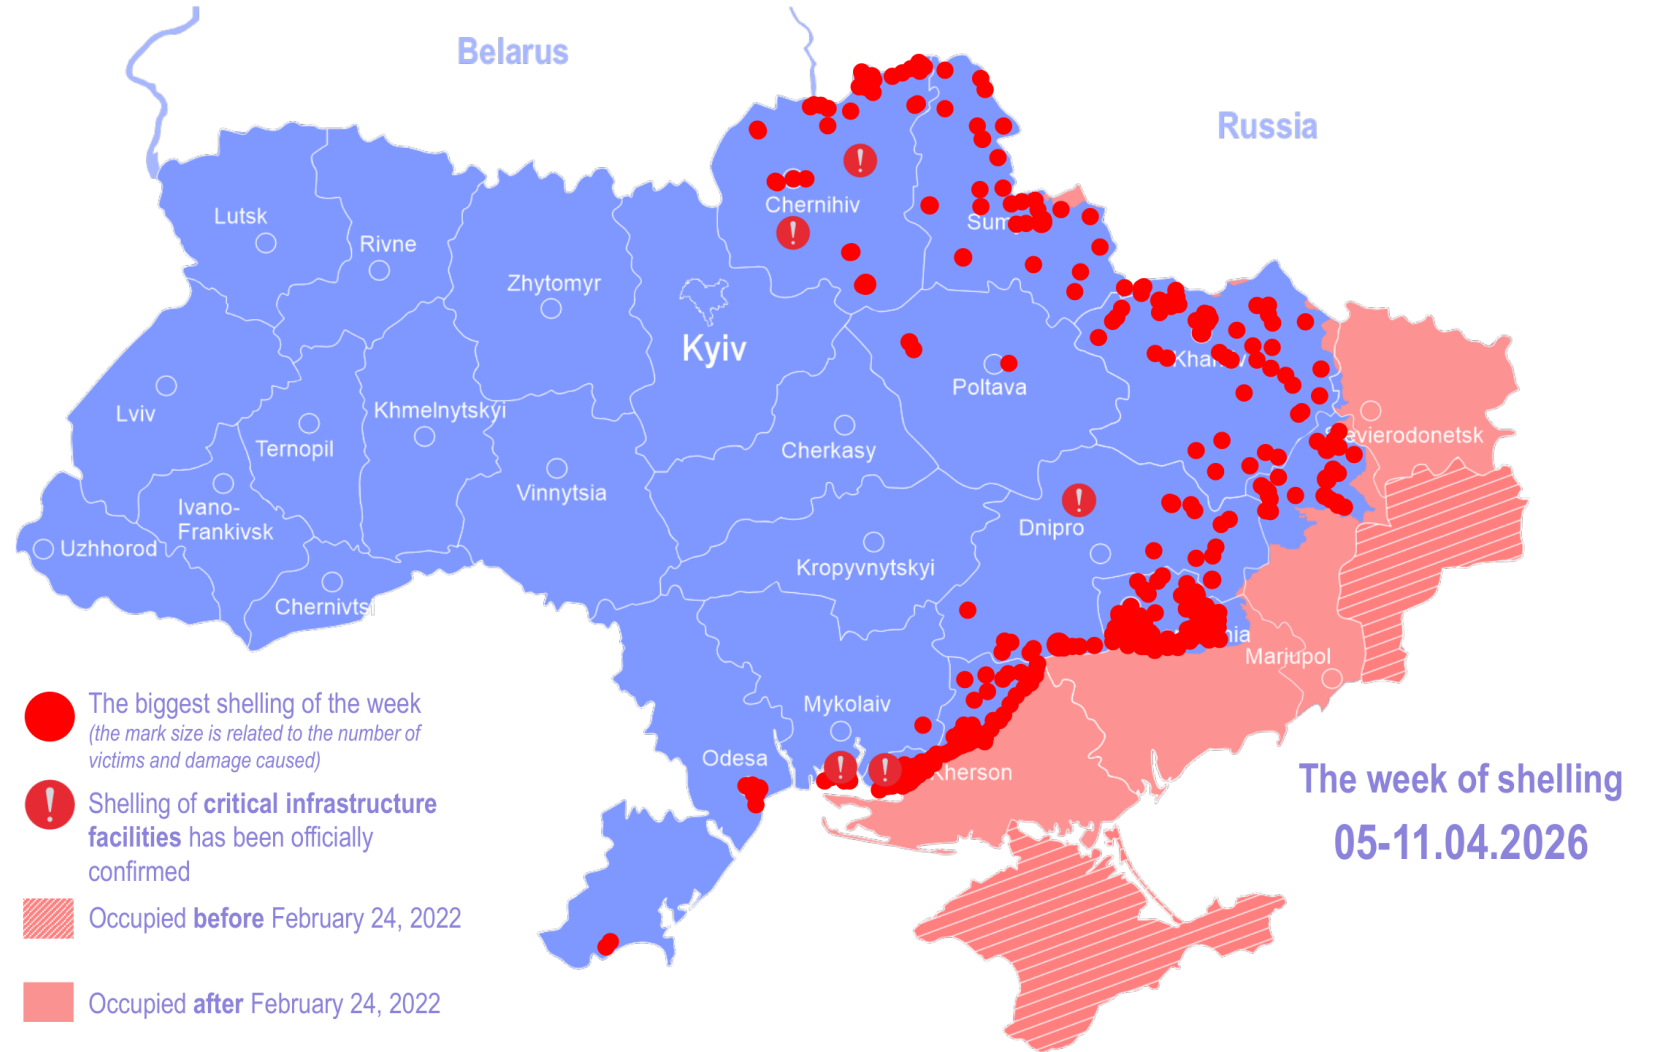 Belarus
Russia
Lutsk
Rivne
Chernihiv
Zhytomyr
Kyiv
Lviv
Khmelnytskyi
Ternopil
Poltava
Cherkasy
Vinnytsia
Ivano-
Frankivsk
Uzhhorod
Dnipro
Kropyvnytskyi
Chernivtsi
Mariupol
Mykolaiv
Odesa
Kherson
The biggest shelling of the week
(the mark size is related to the number of
victims and damage caused)
Shelling of critical infrastructure
facilities has been officially
confirmed
Occupied before February 24, 2022
Occupied after February 24, 2022
The week of shelling
05-11.04.2026